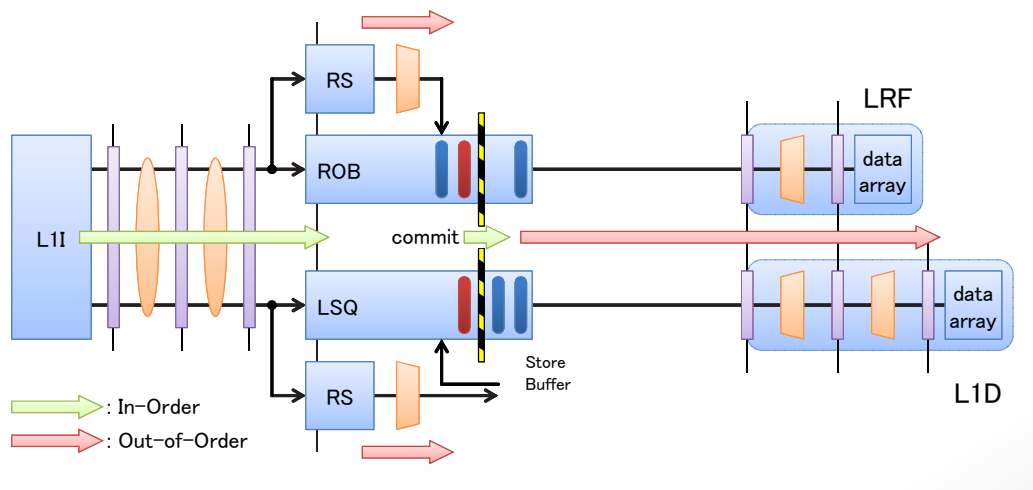 RS
LRF
ROB
data
array
L1I
commit
LSQ
data
array
Store
Buffer
RS
L1D
: In-Order
: Out-of-Order